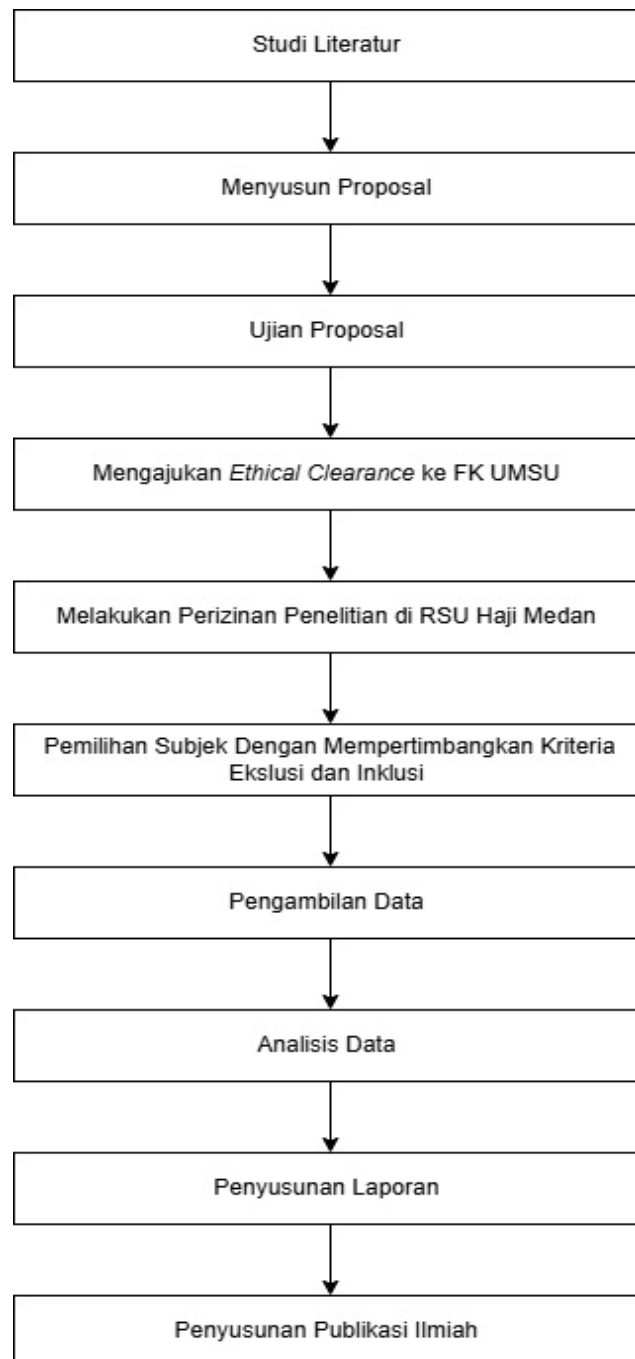 Studi Literatur
Menyusun Proposal
Ujian Proposal
Mengajukan Ethical Clearance ke FK UMSU
Melakukan Perizinan Penelitian di RSU Haji Medan
Pemilihan Subjek Dengan Mempertimbangkan Kriteria
Ekslusi dan Inklusi
Pengambilan Data
Analisis Data
Penyusunan Laporan
Penyusunan Publikasi Ilmiah